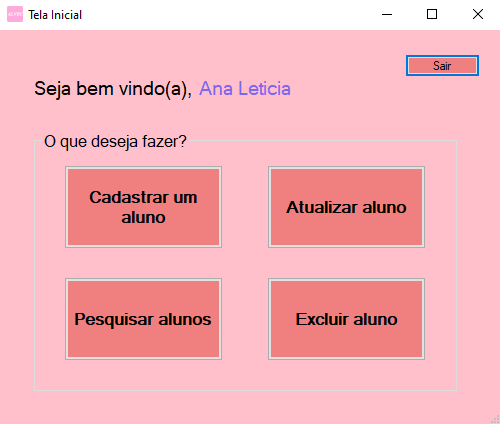 Tela Inicial
Sair
Seja bem vindo(a), Ana Leticia
O que deseja fazer?
Cadastrar um
aluno
Atualizar aluno
Pesquisar alunos
Excluir aluno